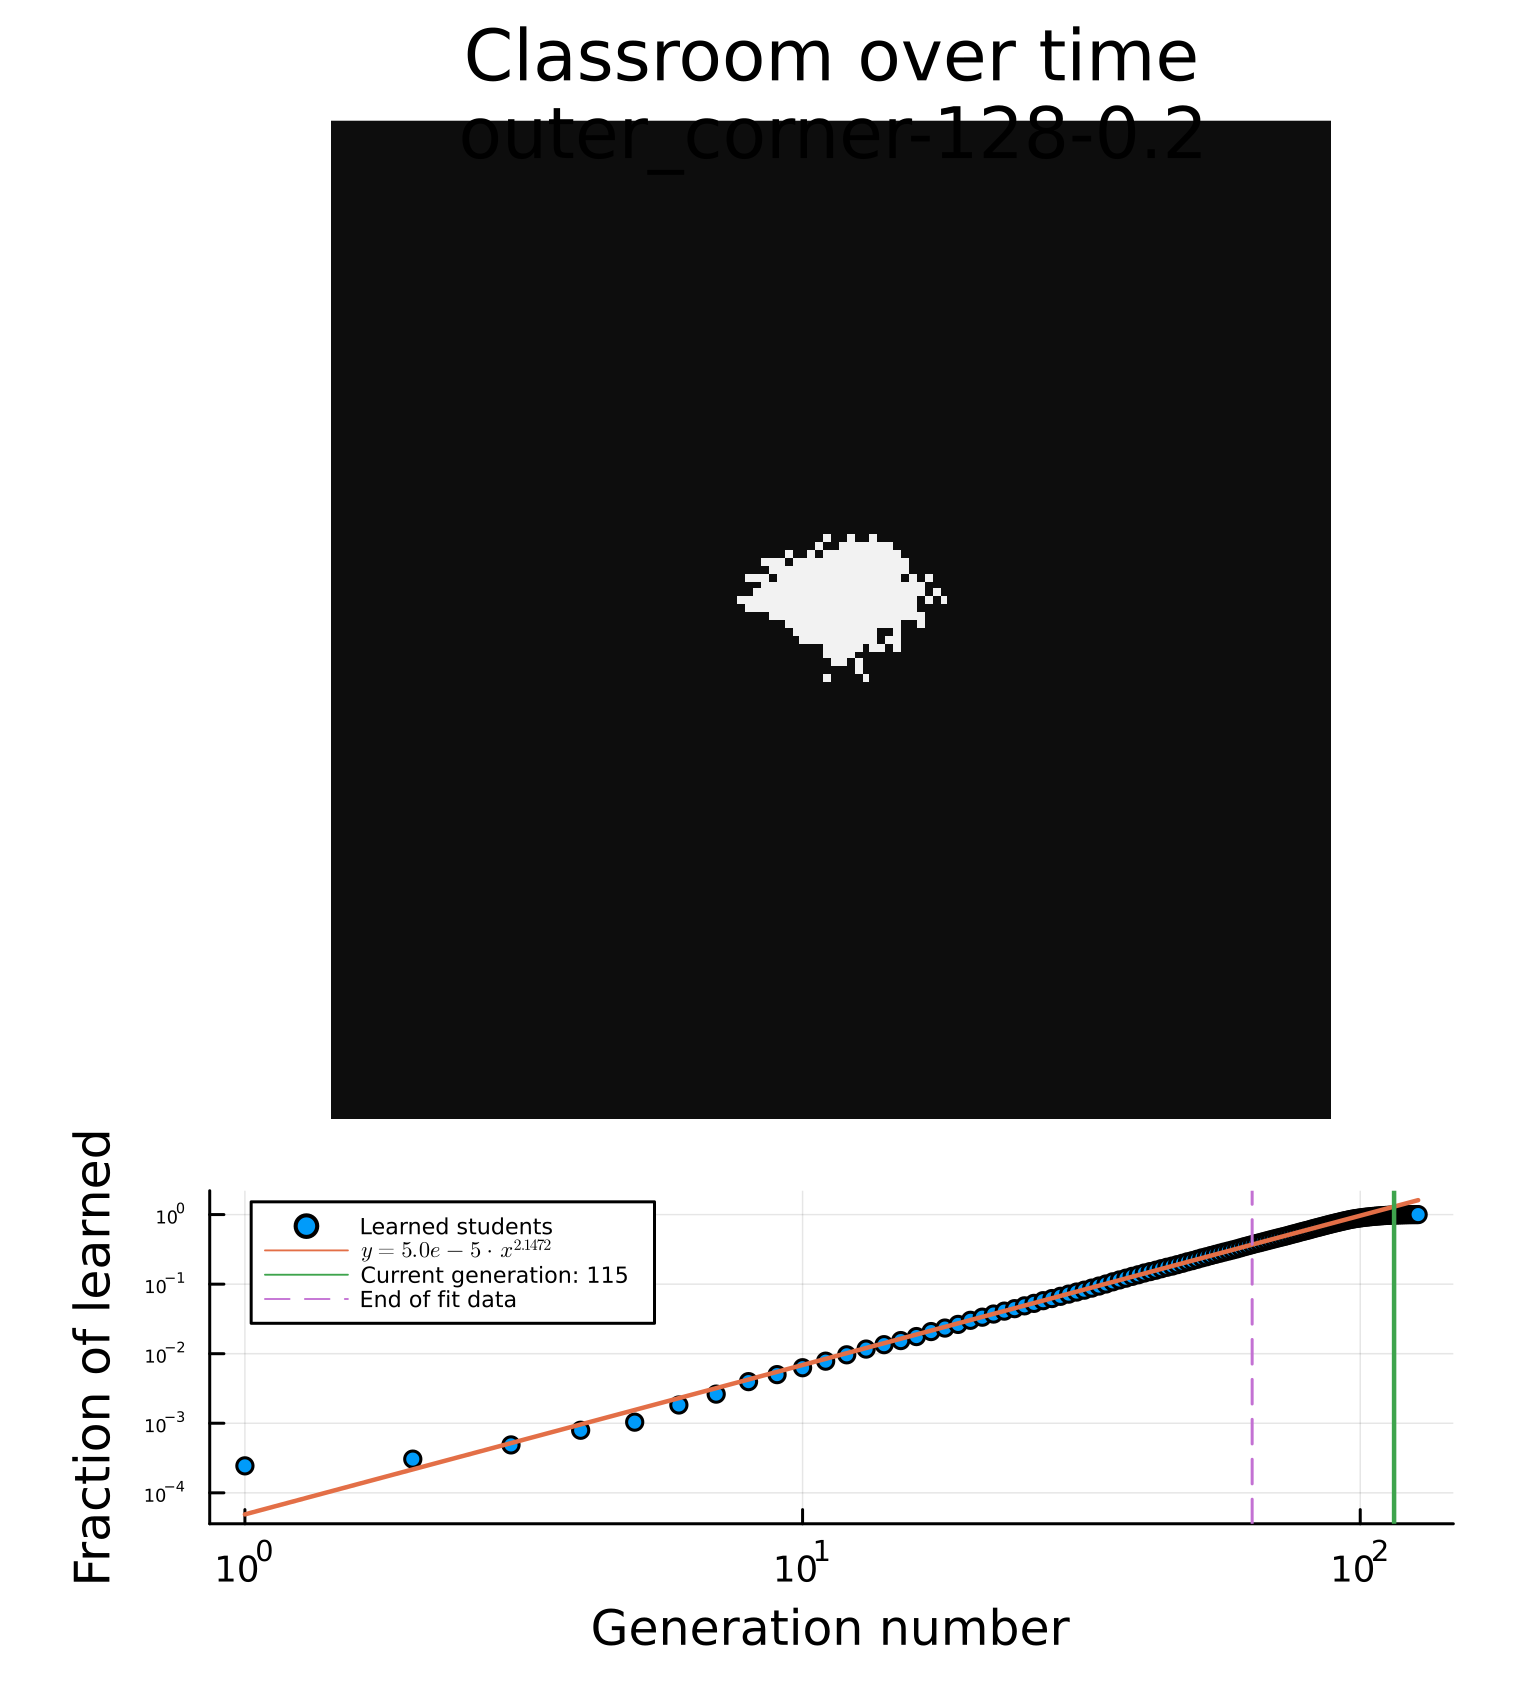 Classroom over time
outer_corner-128-0.2
Fraction of learned
10^0
10^-1
10^-2
10^-3
10^-4
Learned students
y = 5.0e − 5 · x^2.1472
Current generation: 115
End of fit data
10^0 10^1 10^2
Generation number